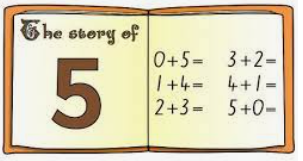 The story of
5
0+5= 3+2=
1+4= 4+1=
2+3= 5+0=